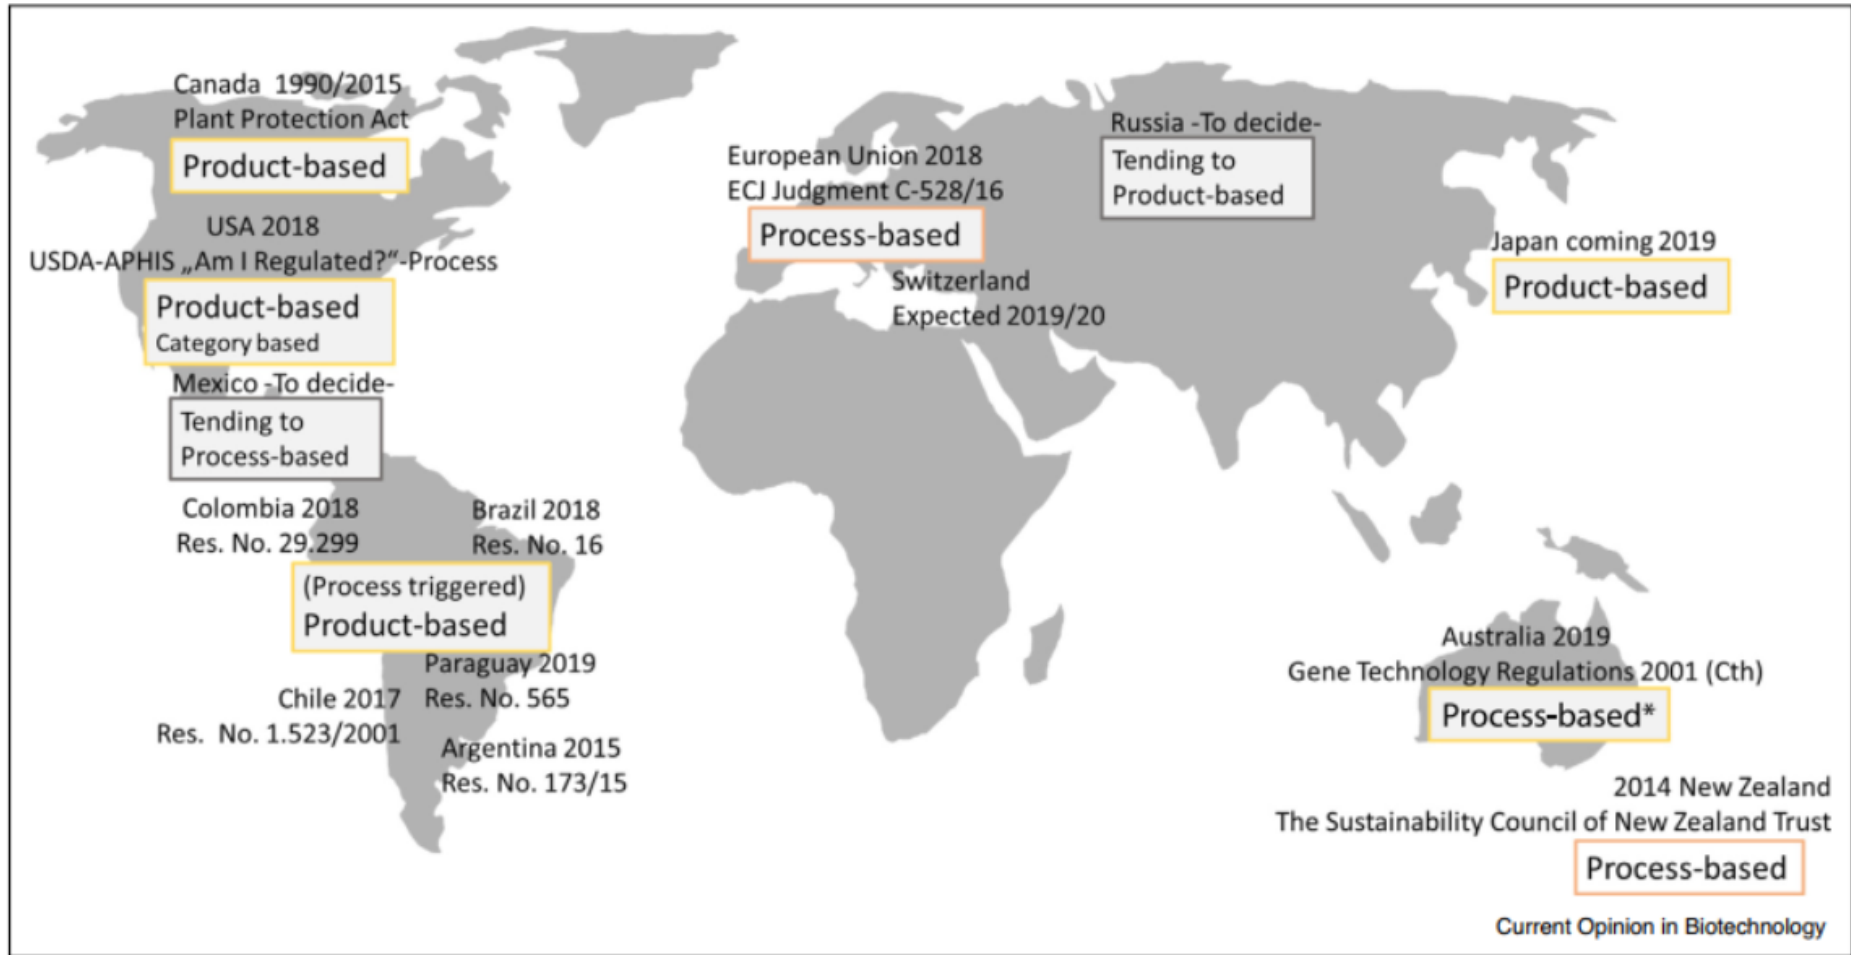 Canada 1990/2015
Plant Protection Act
Product-based
USA 2018
USDA-APHIS „Am I Regulated?“-Process
Product-based
Category based
Mexico -To decide-
Tending to
Process-based
Colombia 2018
Res. No. 29.299
Brazil 2018
Res. No. 16
(Process triggered)
Product-based
Paraguay 2019
Res. No. 565
Chile 2017
Res. No. 1.523/2001
Argentina 2015
Res. No. 173/15
European Union 2018
ECJ Judgment C-528/16
Process-based
Switzerland
Expected 2019/20
Russia -To decide-
Tending to
Product-based
Japan coming 2019
Product-based
Australia 2019
Gene Technology Regulations 2001 (Cth)
Process-based*
2014 New Zealand
The Sustainability Council of New Zealand Trust
Process-based
Current Opinion in Biotechnology